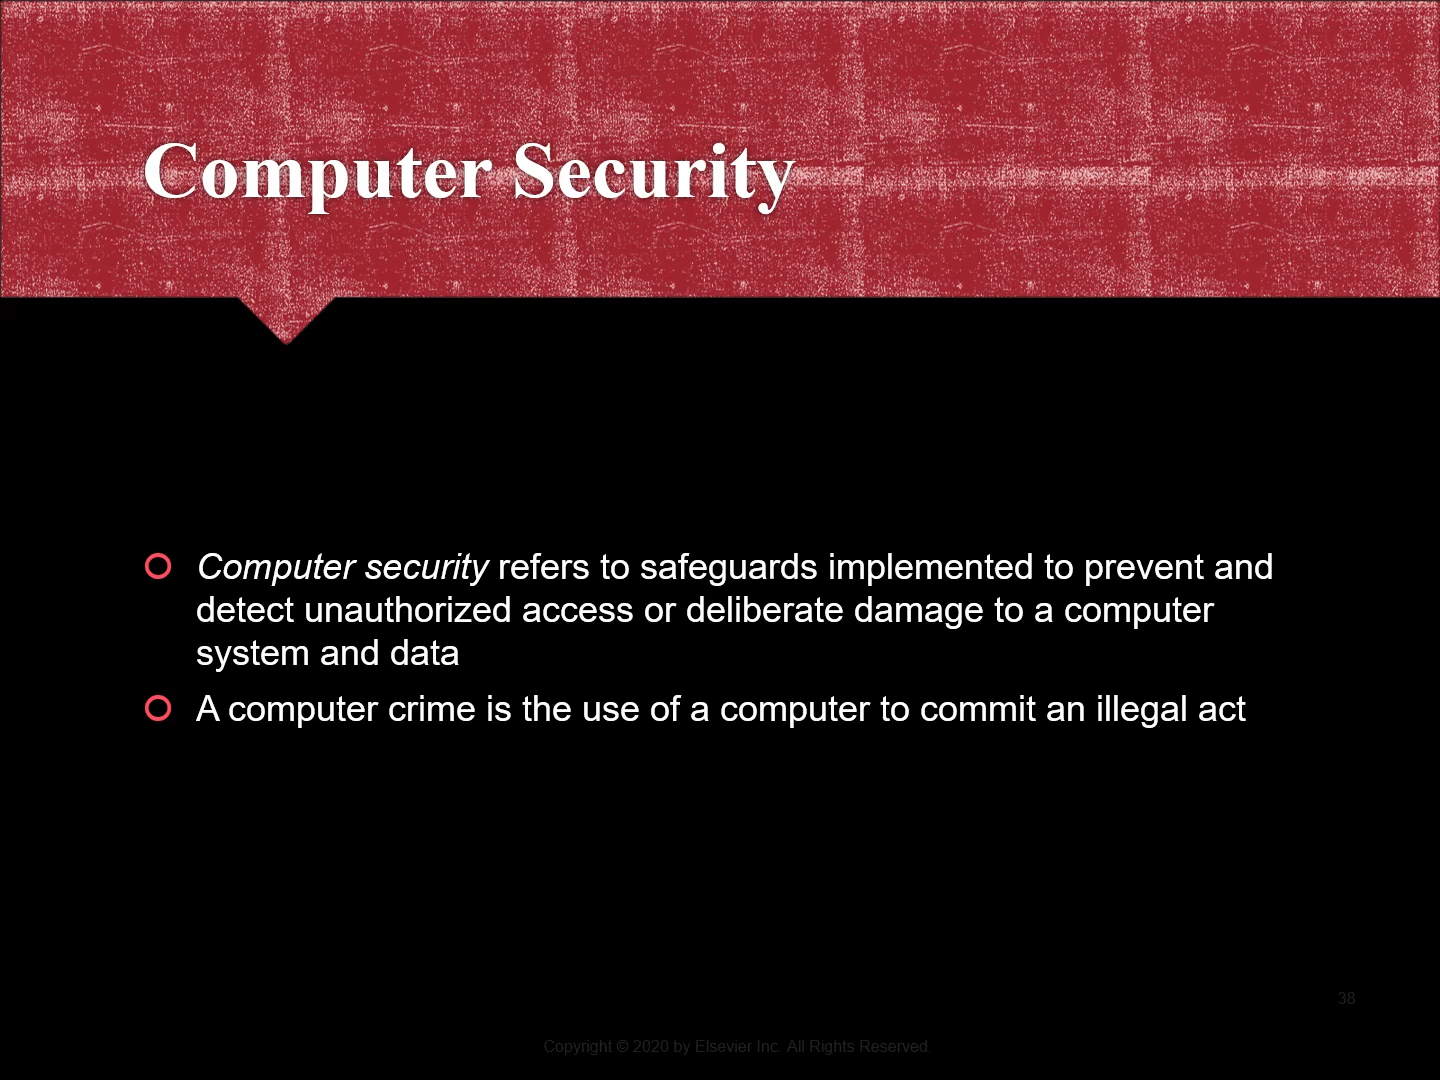 Computer Security
Computer security refers to safeguards implemented to prevent and
detect unauthorized access or deliberate damage to a computer
system and data
A computer crime is the use of a computer to commit an illegal act
38
Copyright © 2020 by Elsevier Inc. All Rights Reserved.